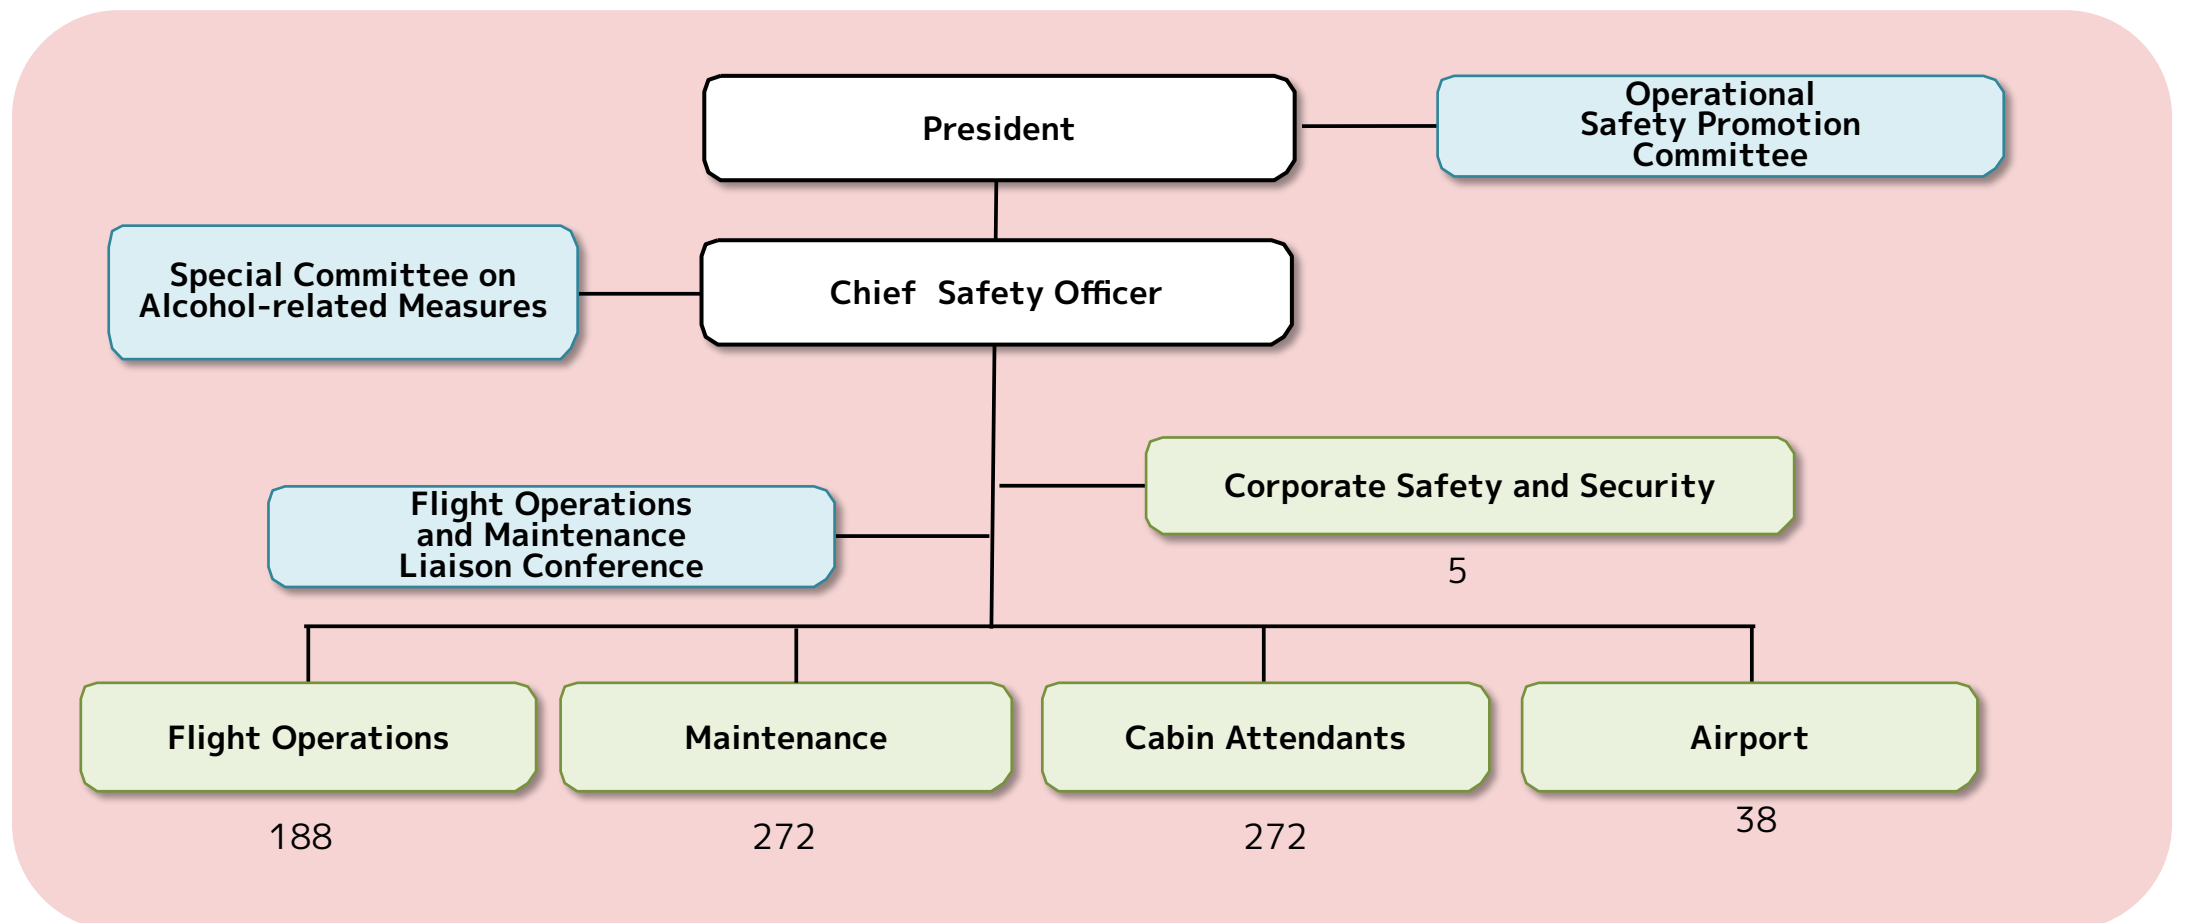 President
Operational
Safety Promotion
Committee
Special Committee on
Alcohol-related Measures
Chief  Safety Officer
Corporate Safety and Security
5
Flight Operations
and Maintenance
Liaison Conference
Flight Operations
Maintenance
Cabin Attendants
Airport
188
272
272
38